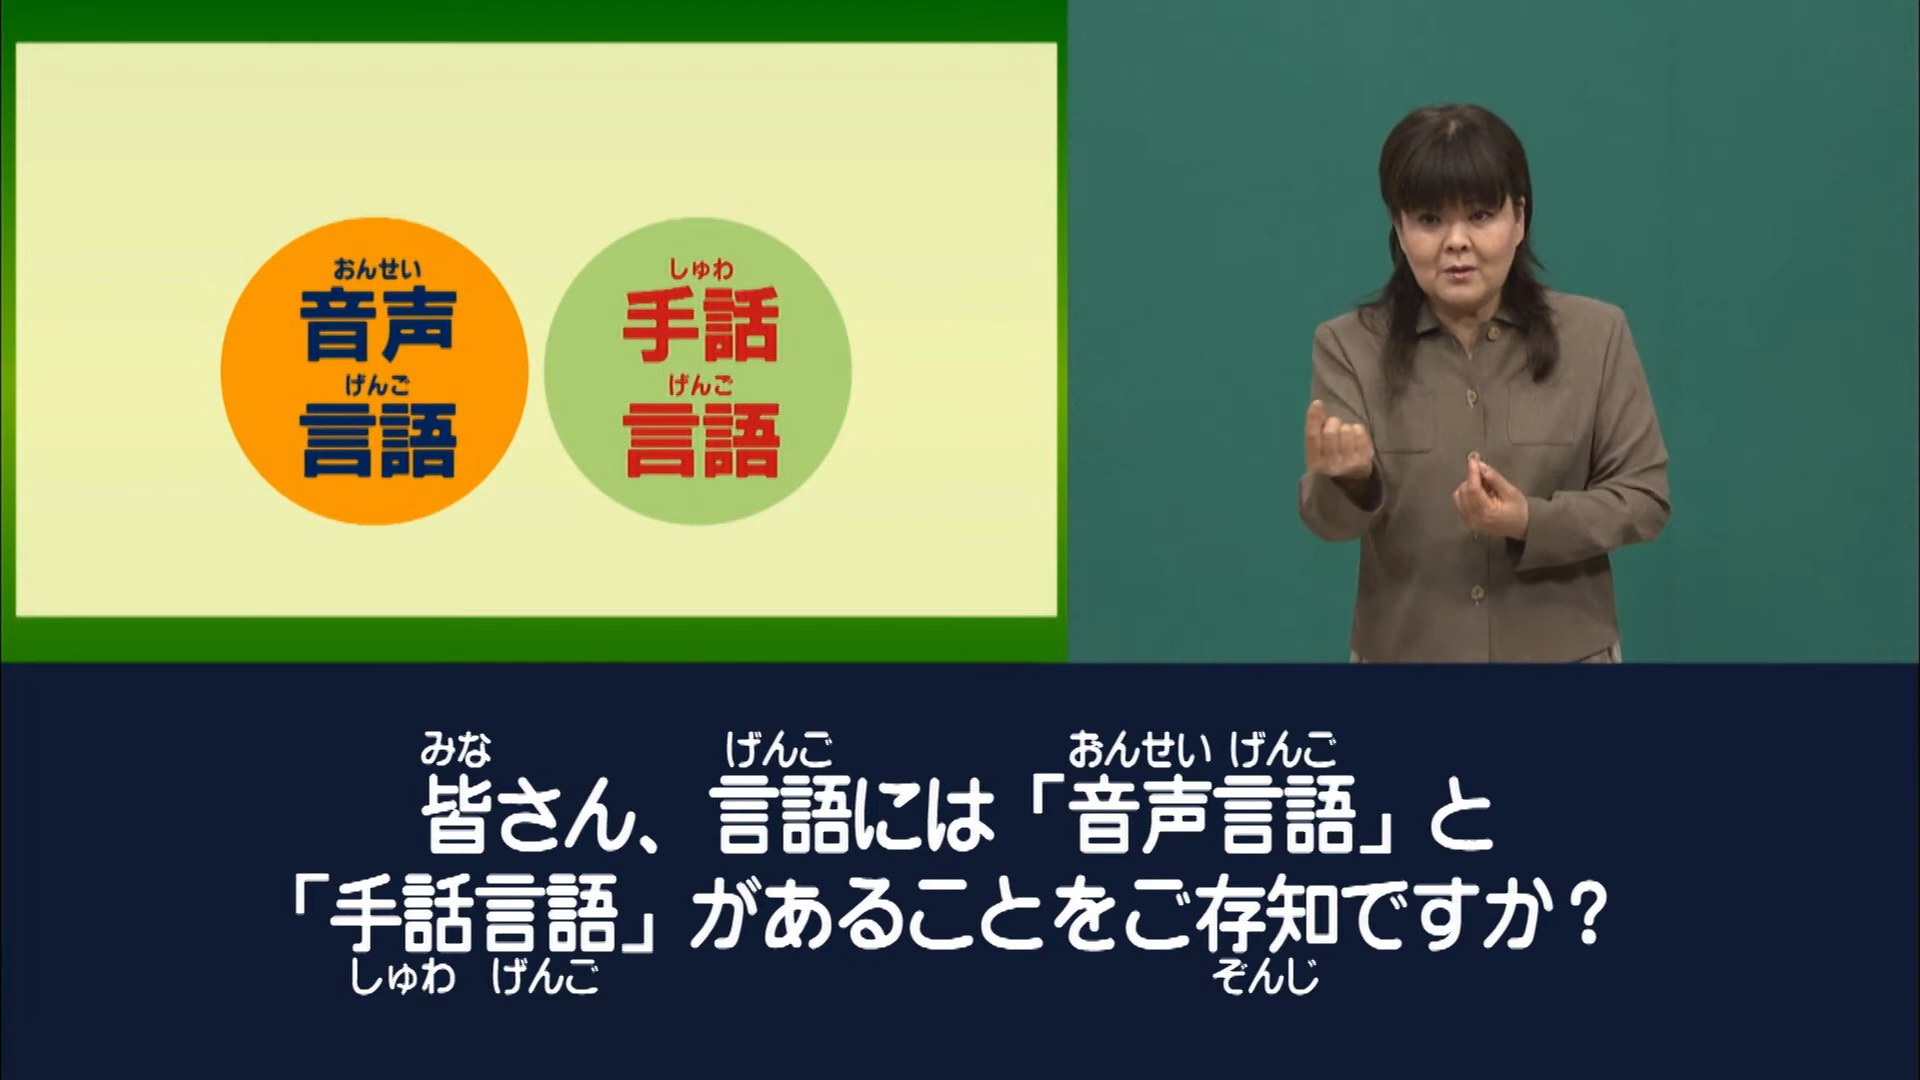 おんせい
音声
げんご
言語
しゅわ
手話
げんご
言語
みな げんご おんせい げんご
皆さん、言語には「音声言語」と
「手話言語」があることをご存知ですか？
しゅわ げんご ぞんじ